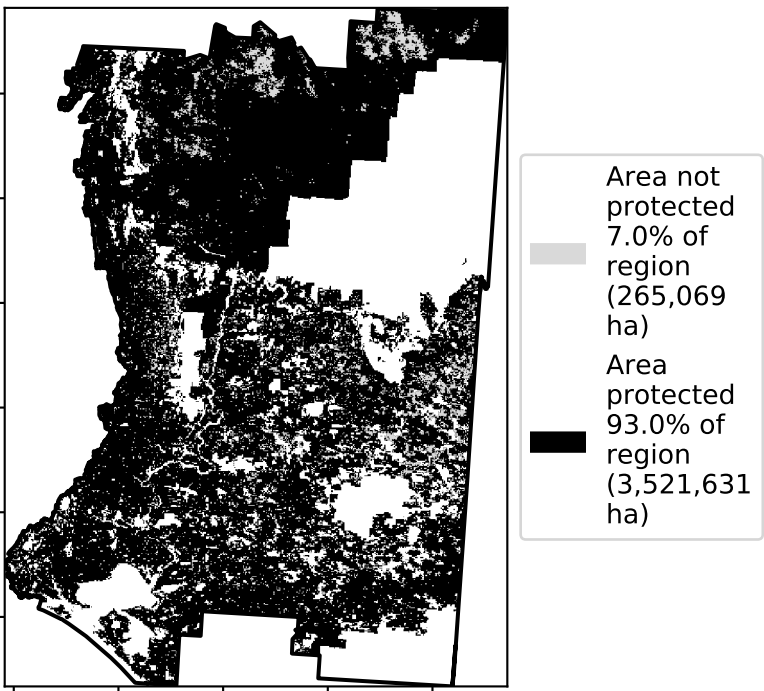 Area not
protected
7.0% of
region
(265,069
ha)
Area
protected
93.0% of
region
(3,521,631
ha)